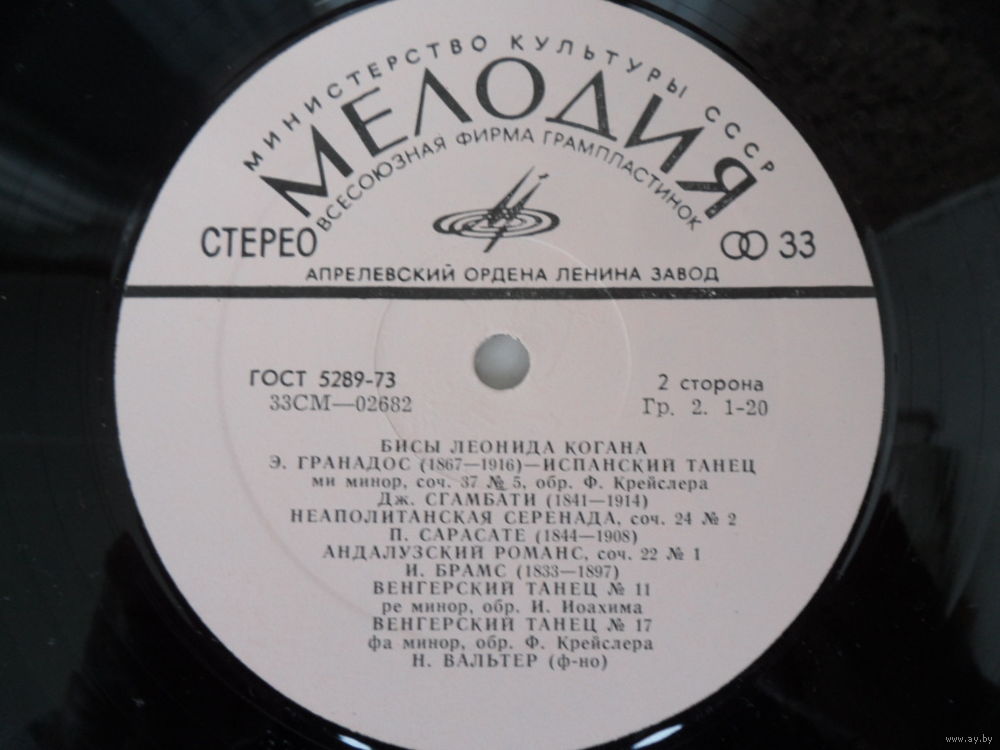 МИНИСТЕРСТВО КУЛЬТУРЫ СССР
МЕЛОДИЯ
ВСЕСОЮЗНАЯ ФИРМА ГРАМПЛАСТИНОК
СТЕРЕО
33
АПРЕЛЕВСКИЙ ОРДЕНА ЛЕНИНА ЗАВОД
ГОСТ 5289-73
33СМ—02682
2 сторона
Гр. 2. 1-20
БИСЫ ЛЕОНИДА КОГАНА
Э. ГРАНАДОС (1867—1916)—ИСПАНСКИЙ ТАНЕЦ
ми минор, соч. 37 № 5, обр. Ф. Крейслера
Дж. СГАМБАТИ (1841—1914)
НЕАПОЛИТАНСКАЯ СЕРЕНАДА, соч. 24 № 2
П. САРАСАТЕ (1844—1908)
АНДАЛУЗСКИЙ РОМАНС, соч. 22 № 1
И. БРАМС (1833—1897)
ВЕНГЕРСКИЙ ТАНЕЦ № 11
ре минор, обр. И. Иоахима
ВЕНГЕРСКИЙ ТАНЕЦ № 17
фа минор, обр. Ф. Крейслера
Н. ВАЛЬТЕР (ф-но)
www.ay.by